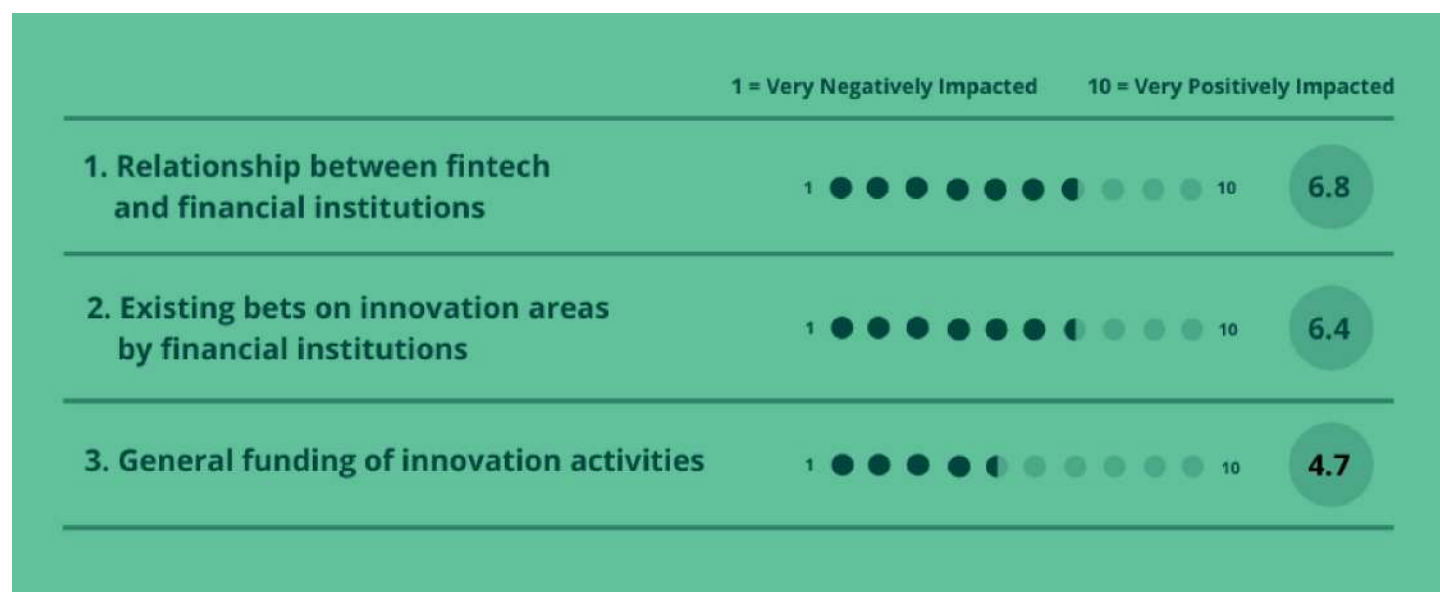 1 = Very Negatively Impacted 10 = Very Positively Impacted
1. Relationship between fintech
and financial institutions
1 10 6.8
2. Existing bets on innovation areas
by financial institutions
1 10 6.4
3. General funding of innovation activities 1 10 4.7